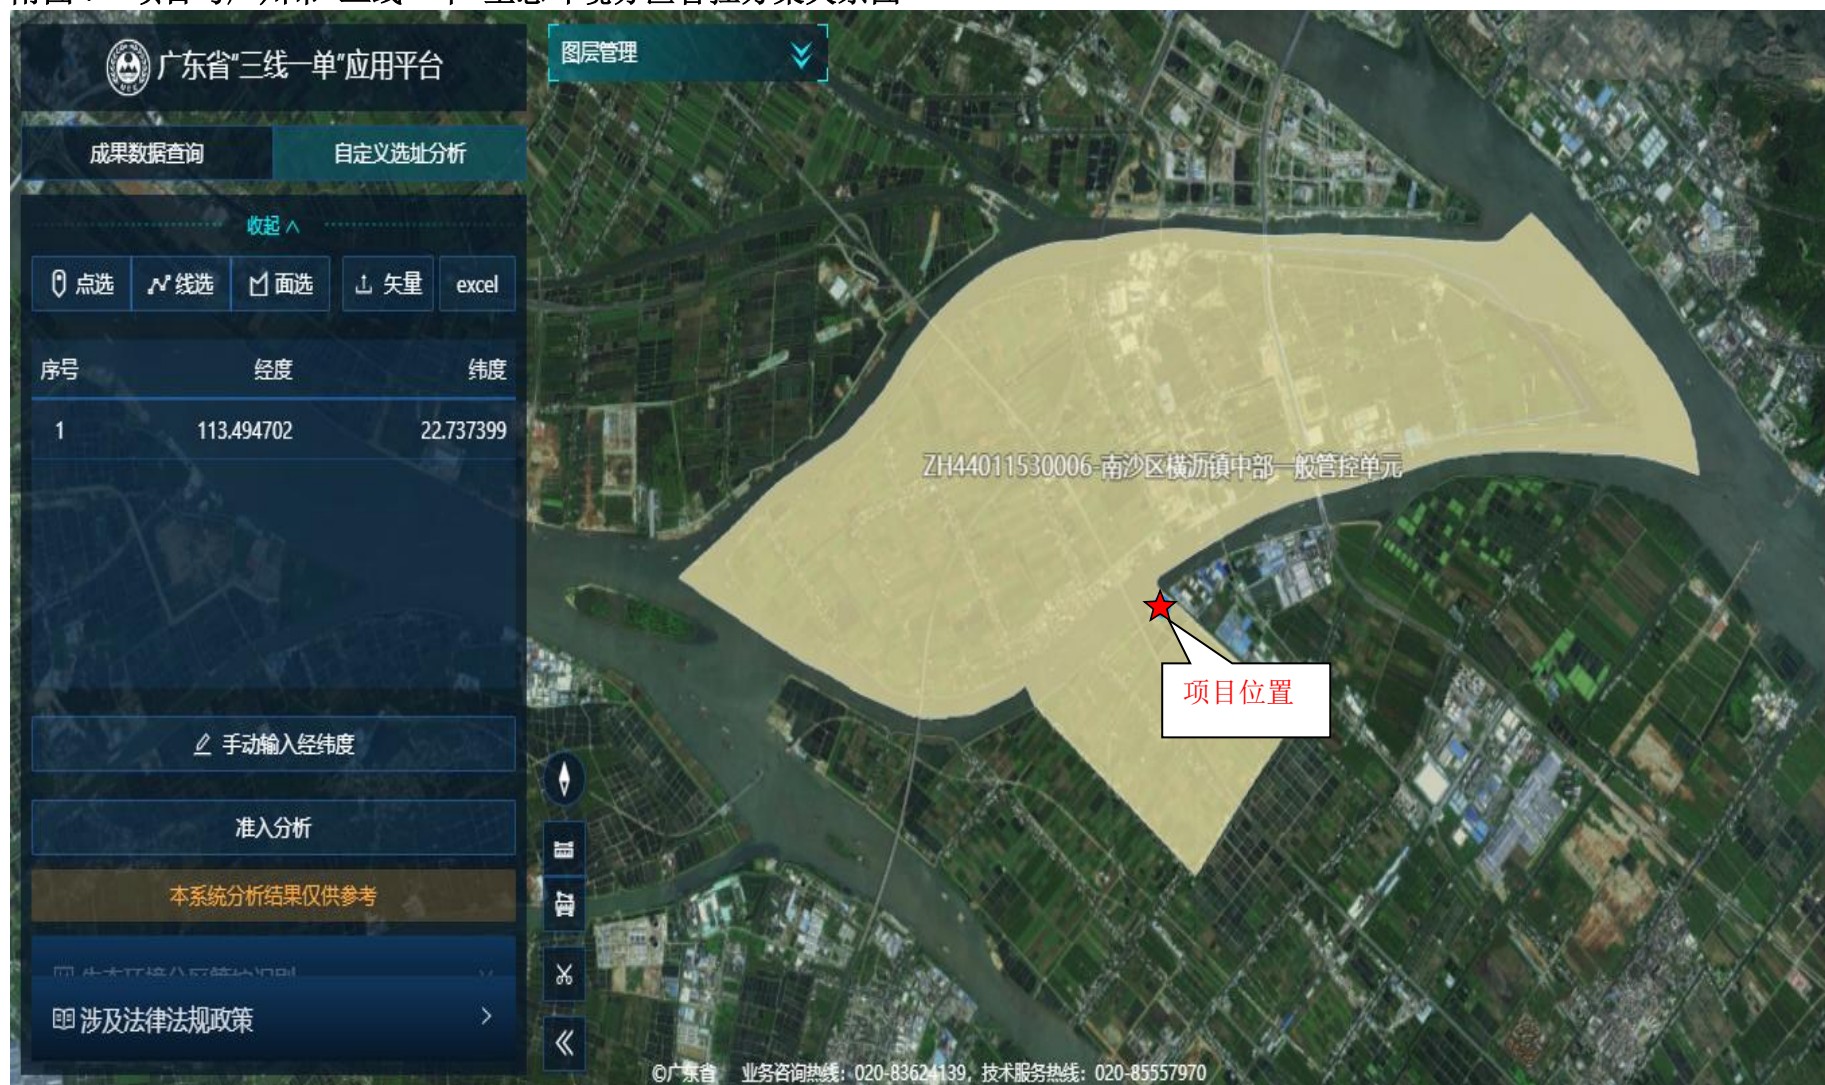 广东省"三线一单"应用平台
图层管理
成果数据查询
自定义选址分析
收起
点选
线选
面选
矢量
excel
序号 经度 纬度
1 113.494702 22.737399
ZH44011530006-南沙区横沥镇中部一般管控单元
项目位置
手动输入经纬度
准入分析
本系统分析结果仅供参考
涉及法律法规政策
©广东省 业务咨询热线：020-83624139，技术服务热线：020-85557970